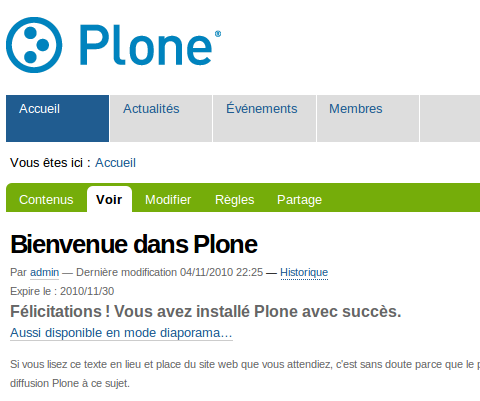 Plone®
Accueil Actualités Événements Membres
Vous êtes ici : Accueil
Contenus Voir Modifier Règles Partage
Bienvenue dans Plone
Par admin — Dernière modification 04/11/2010 22:25 — Historique
Expire le : 2010/11/30
Félicitations ! Vous avez installé Plone avec succès.
Aussi disponible en mode diaporama…
Si vous lisez ce texte en lieu et place du site web que vous attendiez, c'est sans doute parce que le
diffusion Plone à ce sujet.